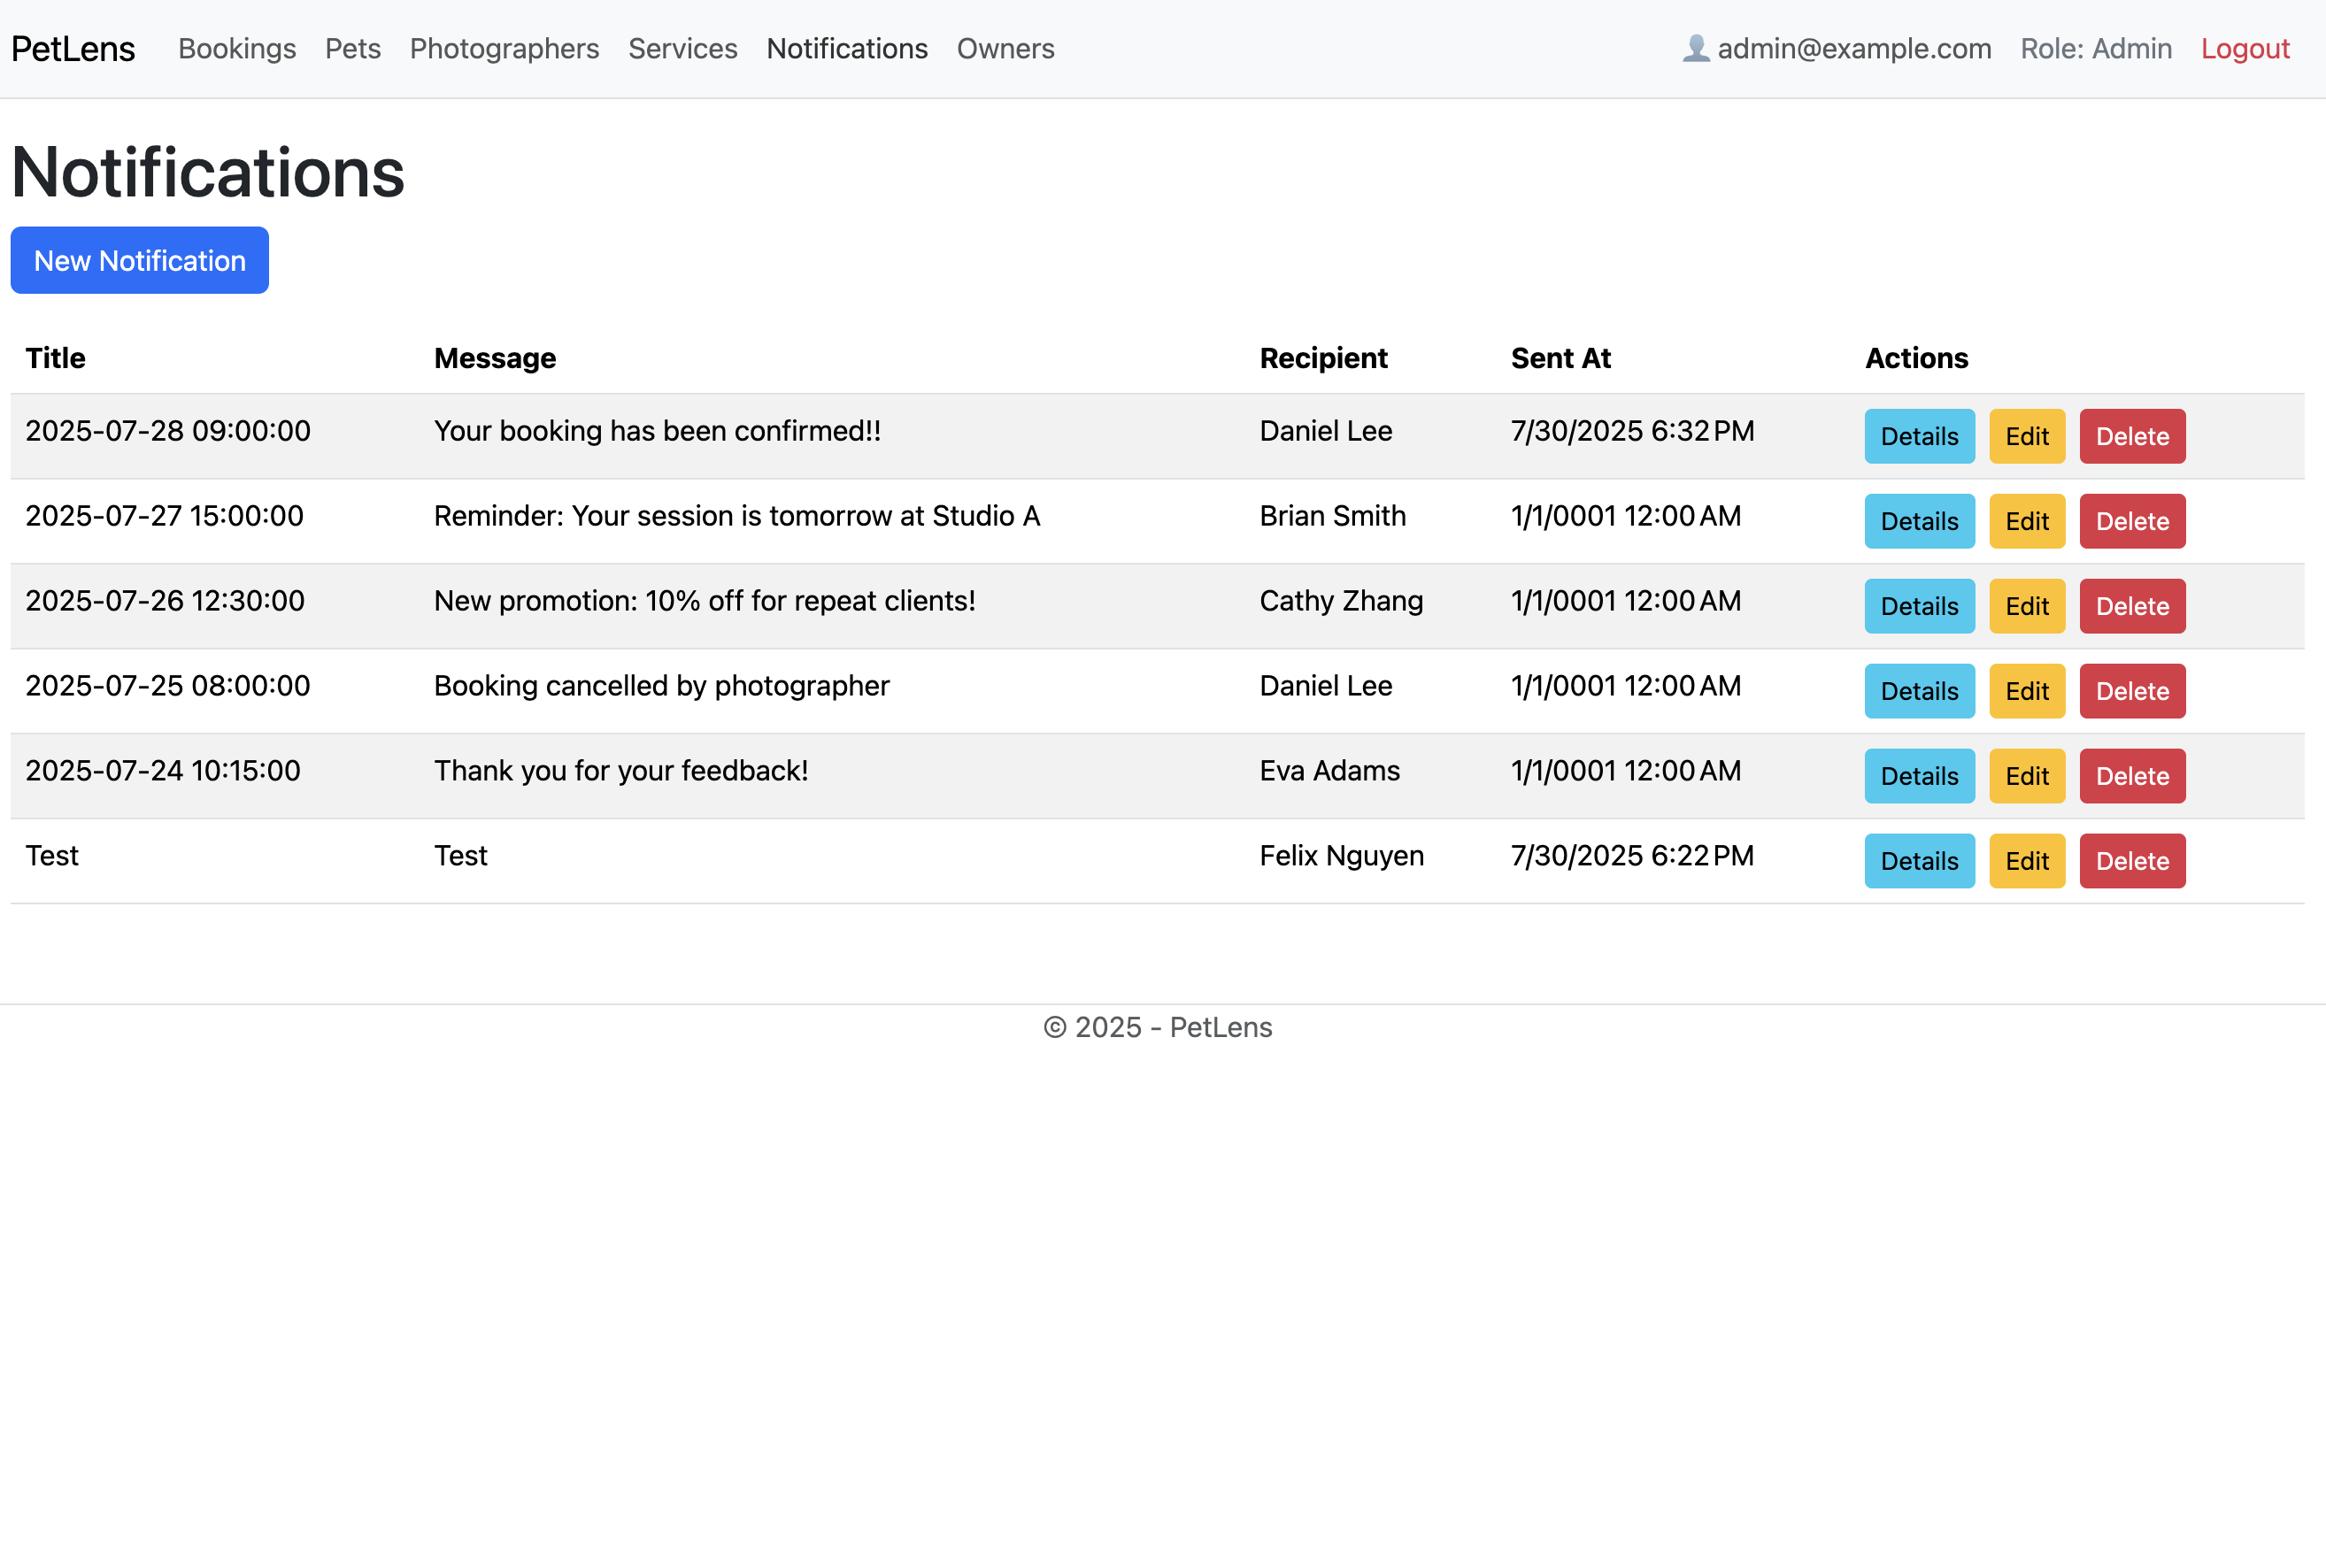 PetLens Bookings Pets Photographers Services Notifications Owners 👤 admin@example.com Role: Admin Logout
Notifications
New Notification
Title Message Recipient Sent At Actions
2025-07-28 09:00:00 Your booking has been confirmed!! Daniel Lee 7/30/2025 6:32 PM Details Edit Delete
2025-07-27 15:00:00 Reminder: Your session is tomorrow at Studio A Brian Smith 1/1/0001 12:00 AM Details Edit Delete
2025-07-26 12:30:00 New promotion: 10% off for repeat clients! Cathy Zhang 1/1/0001 12:00 AM Details Edit Delete
2025-07-25 08:00:00 Booking cancelled by photographer Daniel Lee 1/1/0001 12:00 AM Details Edit Delete
2025-07-24 10:15:00 Thank you for your feedback! Eva Adams 1/1/0001 12:00 AM Details Edit Delete
Test Test Felix Nguyen 7/30/2025 6:22 PM Details Edit Delete
© 2025 - PetLens